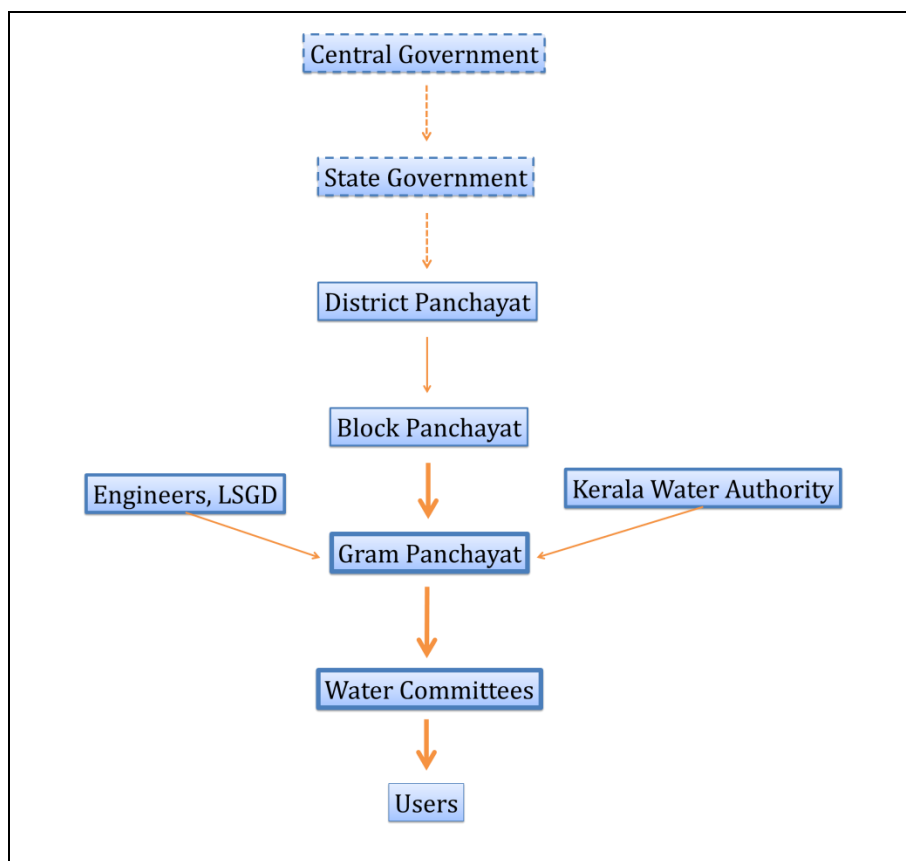 Central Government
State Government
District Panchayat
Block Panchayat
Engineers, LSGD
Kerala Water Authority
Gram Panchayat
Water Committees
Users